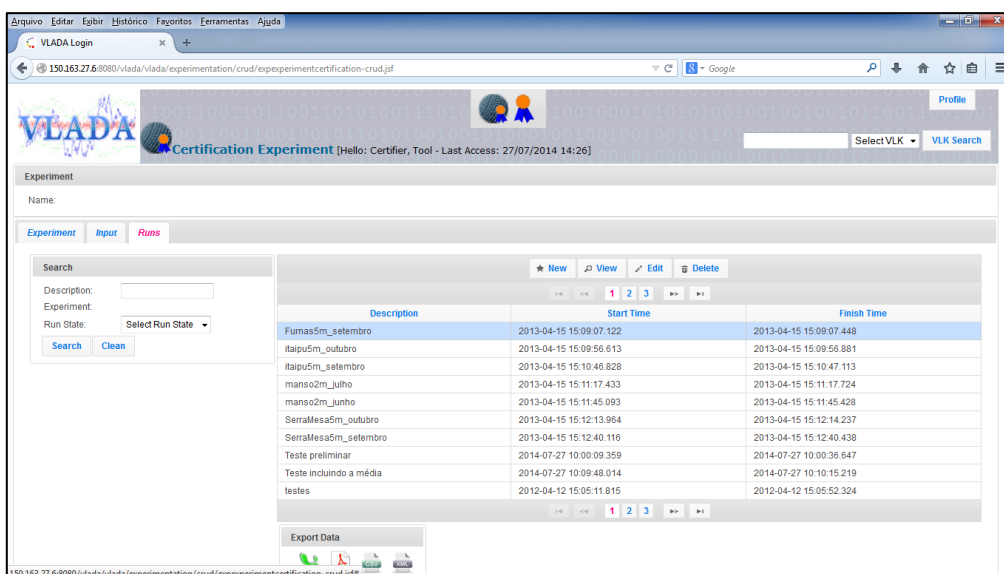 Arquivo Editar Exibir Histórico Favoritos Ferramentas Ajuda
VLADA Login
150.163.27.6:8080/vlada/vlada/experimentation/crud/expexperimentcertification-crud.jsf
Google
VLADA
Certification Experiment [Hello: Certifier, Tool - Last Access: 27/07/2014 14:26]
Profile
Select VLK
VLK Search
Experiment
Name:
Experiment Input Runs
Search
Description:
Experiment:
Run State: Select Run State
Search Clean
New View Edit Delete
1 2 3
Description Start Time Finish Time
Furnas5m_setembro 2013-04-15 15:09:07.122 2013-04-15 15:09:07.448
itaipu5m_outubro 2013-04-15 15:09:56.613 2013-04-15 15:09:56.881
itaipu5m_setembro 2013-04-15 15:10:46.828 2013-04-15 15:10:47.113
manso2m_julho 2013-04-15 15:11:17.433 2013-04-15 15:11:17.724
manso2m_junho 2013-04-15 15:11:45.093 2013-04-15 15:11:45.428
SerraMesa5m_outubro 2013-04-15 15:12:13.964 2013-04-15 15:12:14.237
SerraMesa5m_setembro 2013-04-15 15:12:40.116 2013-04-15 15:12:40.438
Teste preliminar 2014-07-27 10:00:09.359 2014-07-27 10:00:36.647
Teste incluindo a média 2014-07-27 10:09:48.014 2014-07-27 10:10:15.219
testes 2012-04-12 15:05:11.815 2012-04-12 15:05:52.324
1 2 3
Export Data
CSV XML
150.163.27.6:8080/vlada/vlada/experimentation/crud/expexperimentcertification-crud.jsf#